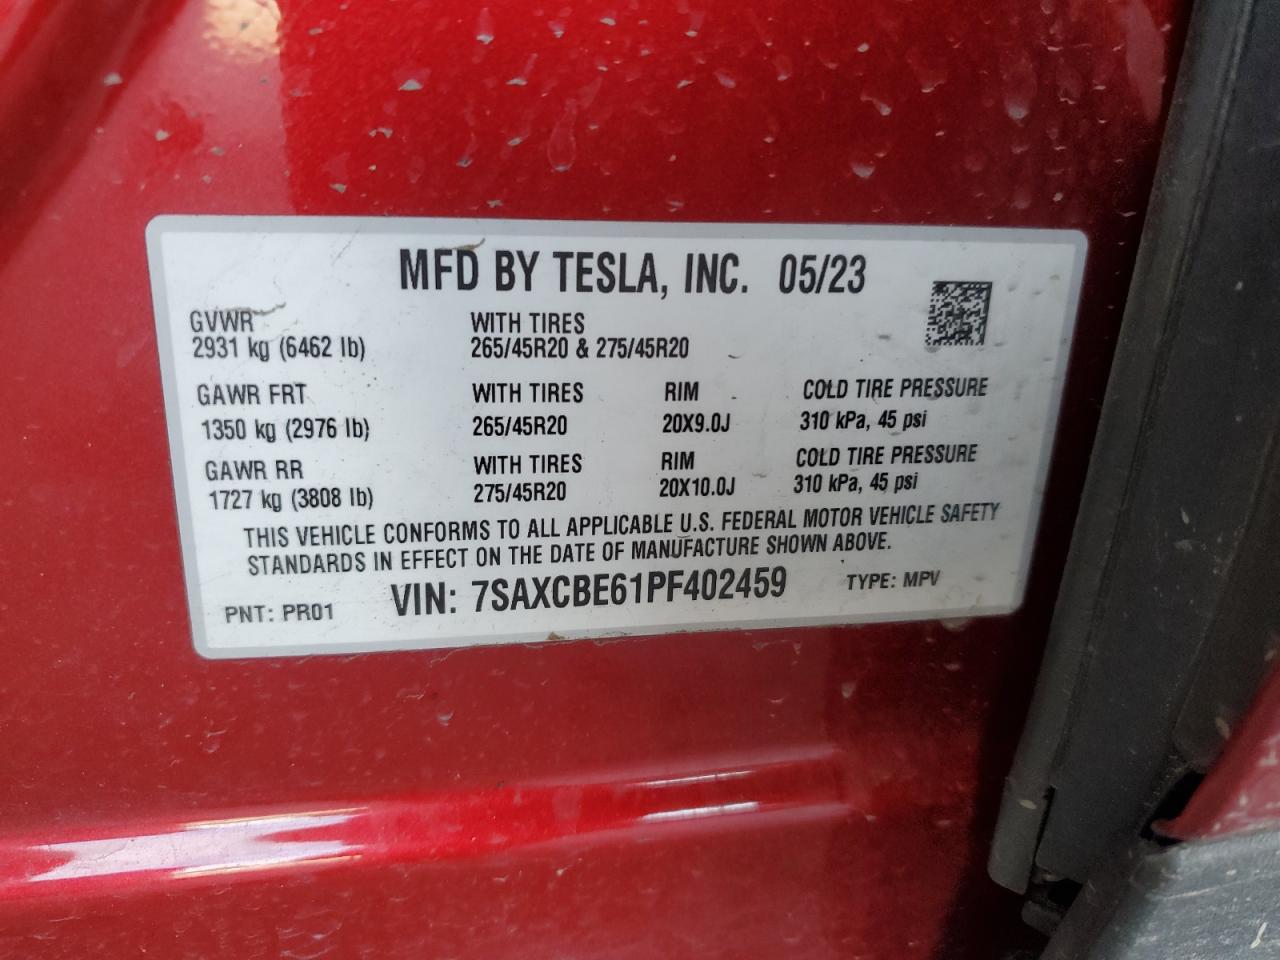 MFD BY TESLA, INC. 05/23
GVWR WITH TIRES
2931 kg (6462 lb) 265/45R20 & 275/45R20
GAWR FRT WITH TIRES RIM COLD TIRE PRESSURE
1350 kg (2976 lb) 265/45R20 20X9.0J 310 kPa, 45 psi
GAWR RR WITH TIRES RIM COLD TIRE PRESSURE
1727 kg (3808 lb) 275/45R20 20X10.0J 310 kPa, 45 psi
THIS VEHICLE CONFORMS TO ALL APPLICABLE U.S. FEDERAL MOTOR VEHICLE SAFETY
STANDARDS IN EFFECT ON THE DATE OF MANUFACTURE SHOWN ABOVE.
PNT: PR01 VIN: 7SAXCBE61PF402459 TYPE: MPV